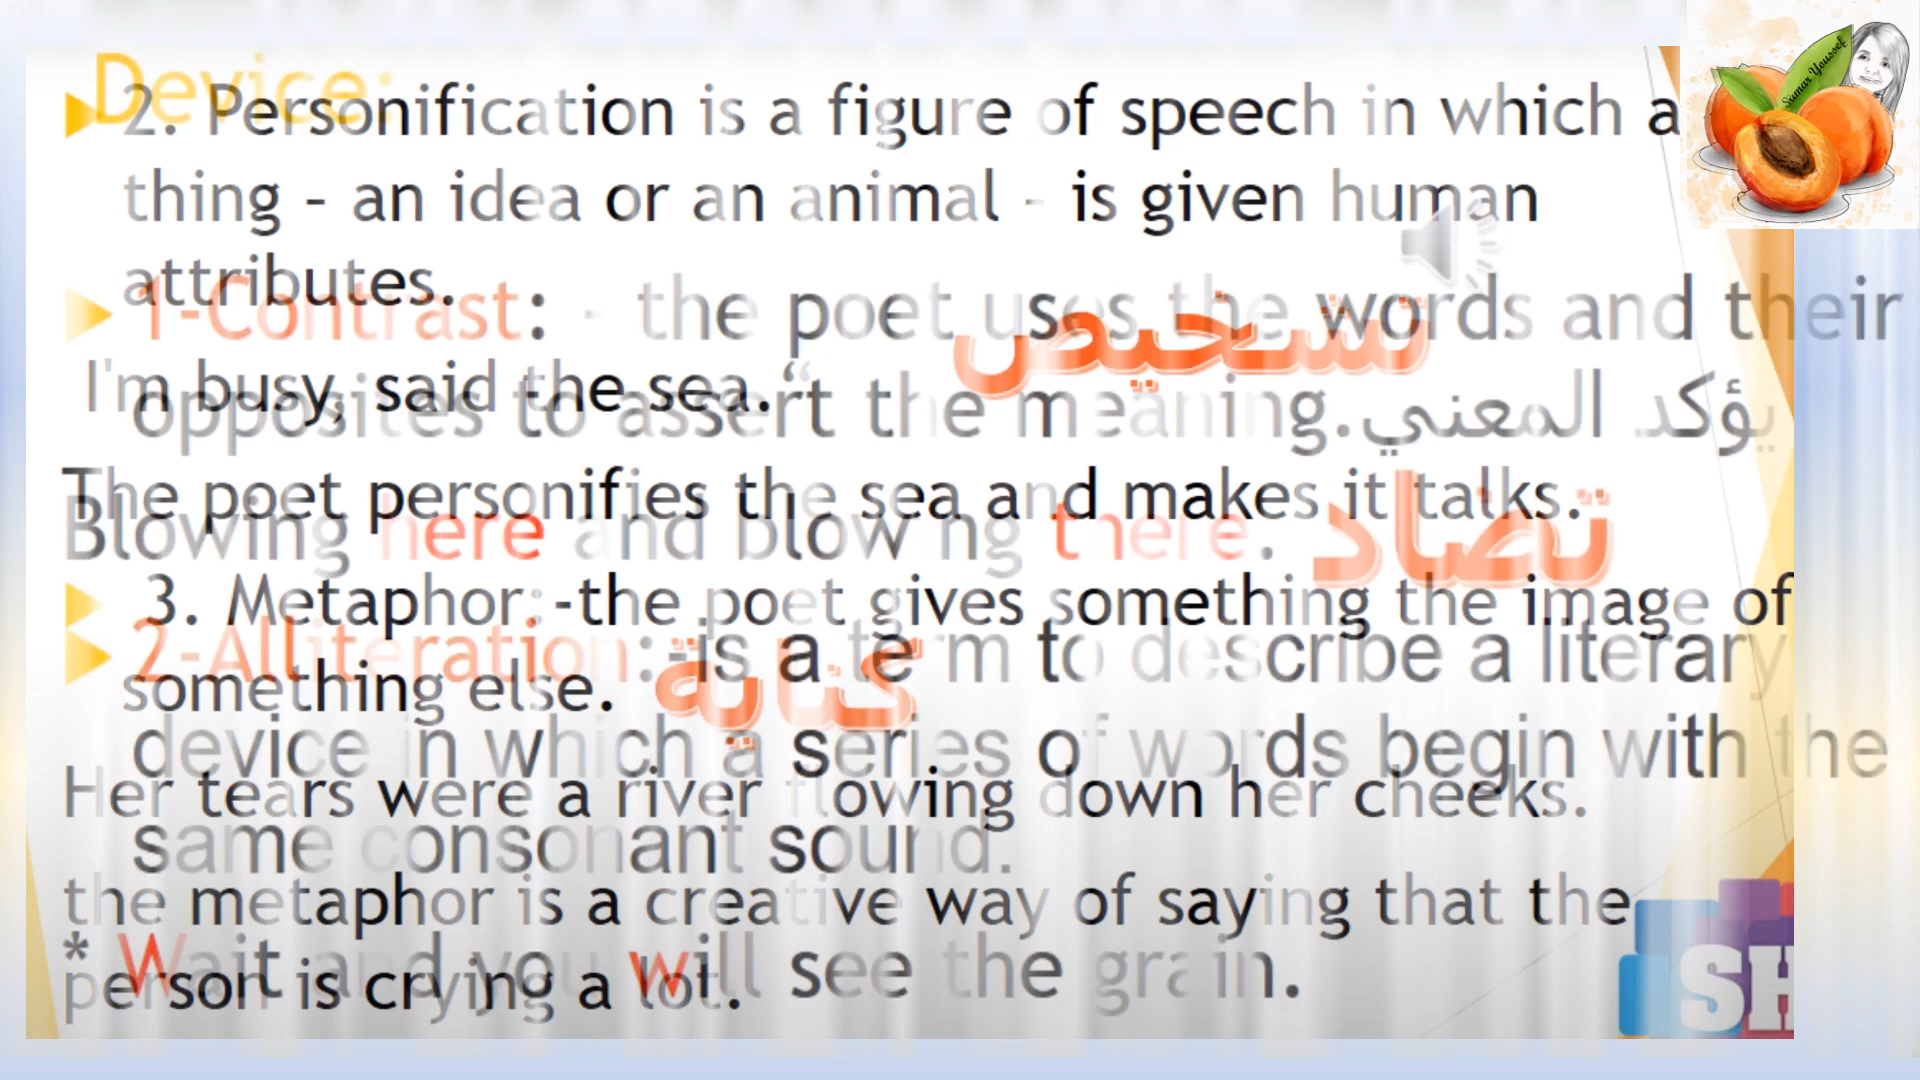 Device:
2. Personification is a figure of speech in which a
thing – an idea or an animal – is given human
attributes.
تشخيص
"I'm busy, said the sea.
The poet personifies the sea and makes it talks.
3. Metaphor: -the poet gives something the image of
something else.
كناية
Her tears were a river flowing down her cheeks.
the metaphor is a creative way of saying that the
person is crying a lot.
1-Contrast: - the poet uses the words and their
opposites to assert the meaning.يؤكد المعني
Blowing here and blowing there.
تضاد
2-Alliteration:-Is a term to describe a literary
device in which a series of words begin with the
same consonant sound.
* Wait and you will see the grain.
Sumar Youssef
SH